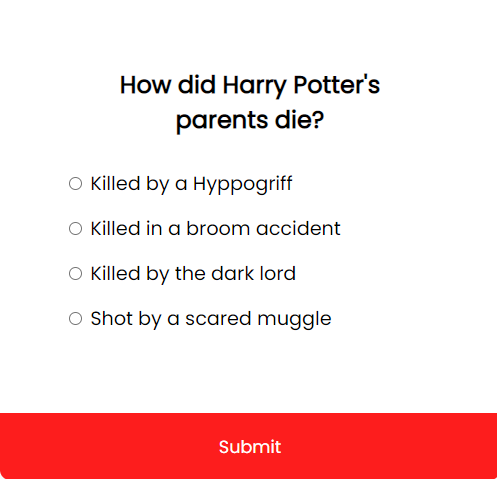 How did Harry Potter's
parents die?
Killed by a Hyppogriff
Killed in a broom accident
Killed by the dark lord
Shot by a scared muggle
Submit